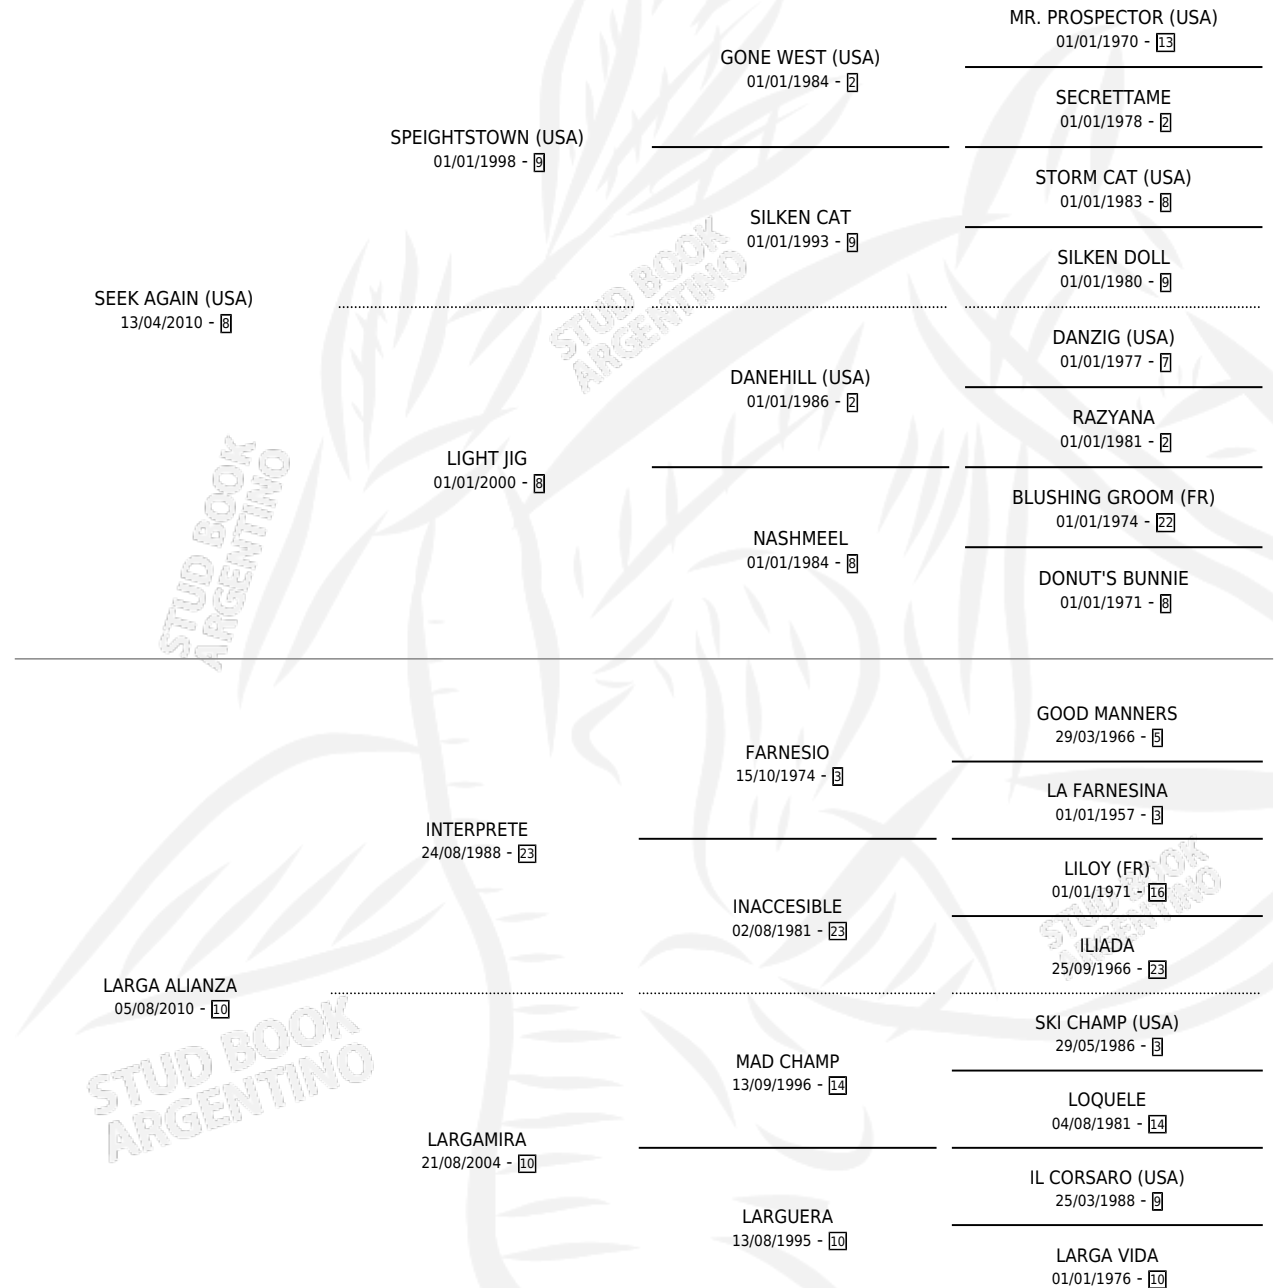 MR. PROSPECTOR (USA)
01/01/1970 - 13
GONE WEST (USA)
01/01/1984 - 2
SECRETTAME
01/01/1978 - 2
SPEIGHTSTOWN (USA)
01/01/1998 - 9
STORM CAT (USA)
01/01/1983 - 8
SILKEN CAT
01/01/1993 - 9
SILKEN DOLL
01/01/1980 - 9
SEEK AGAIN (USA)
13/04/2010 - 8
STUD BOOK
ARGENTINO
DANZIG (USA)
01/01/1977 - 7
DANEHILL (USA)
01/01/1986 - 2
RAZYANA
01/01/1981 - 2
LIGHT JIG
01/01/2000 - 8
BLUSHING GROOM (FR)
01/01/1974 - 22
NASHMEEL
01/01/1984 - 8
DONUT'S BUNNIE
01/01/1971 - 8
STUD BOOK
ARGENTINO
GOOD MANNERS
29/03/1966 - 5
FARNESIO
15/10/1974 - 3
LA FARNESINA
01/01/1957 - 3
INTERPRETE
24/08/1988 - 23
LILOY (FR)
01/01/1971 - 16
INACCESIBLE
02/08/1981 - 23
ILIADA
25/09/1966 - 23
STUD BOOK
ARGENTINO
LARGA ALIANZA
05/08/2010 - 10
STUD BOOK
ARGENTINO
SKI CHAMP (USA)
29/05/1986 - 3
MAD CHAMP
13/09/1996 - 14
LOQUELE
04/08/1981 - 14
LARGAMIRA
21/08/2004 - 10
IL CORSARO (USA)
25/03/1988 - 9
LARGUERA
13/08/1995 - 10
LARGA VIDA
01/01/1976 - 10